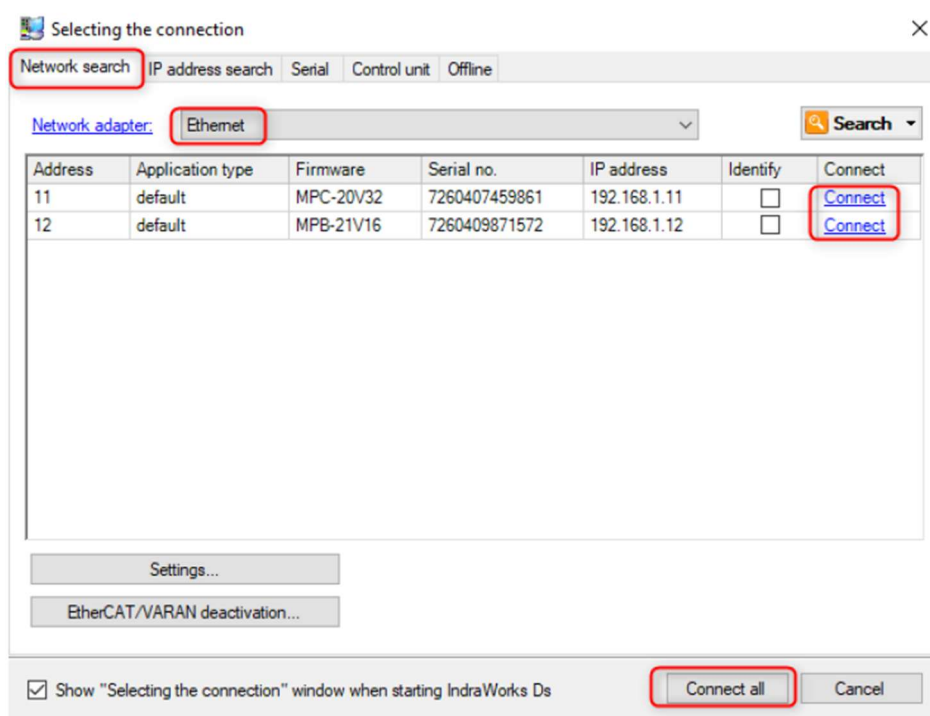 Selecting the connection
Network search IP address search Serial Control unit Offline
Network adapter: Ethernet Search
Address Application type Firmware Serial no. IP address Identify Connect
11 default MPC-20V32 7260407459861 192.168.1.11 Connect
12 default MPB-21V16 7260409871572 192.168.1.12 Connect
Settings...
EtherCAT/VARAN deactivation...
Show "Selecting the connection" window when starting IndraWorks Ds Connect all Cancel